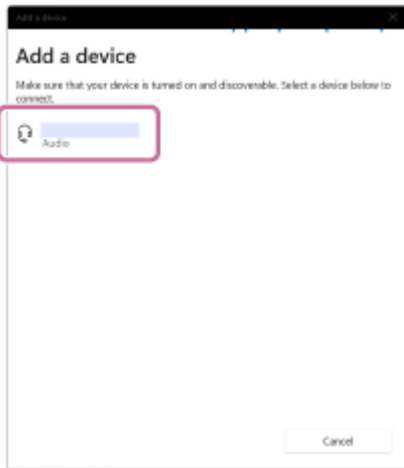 Add a device
Add a device
Make sure that your device is turned on and discoverable. Select a device below to
connect.
Audio
Cancel